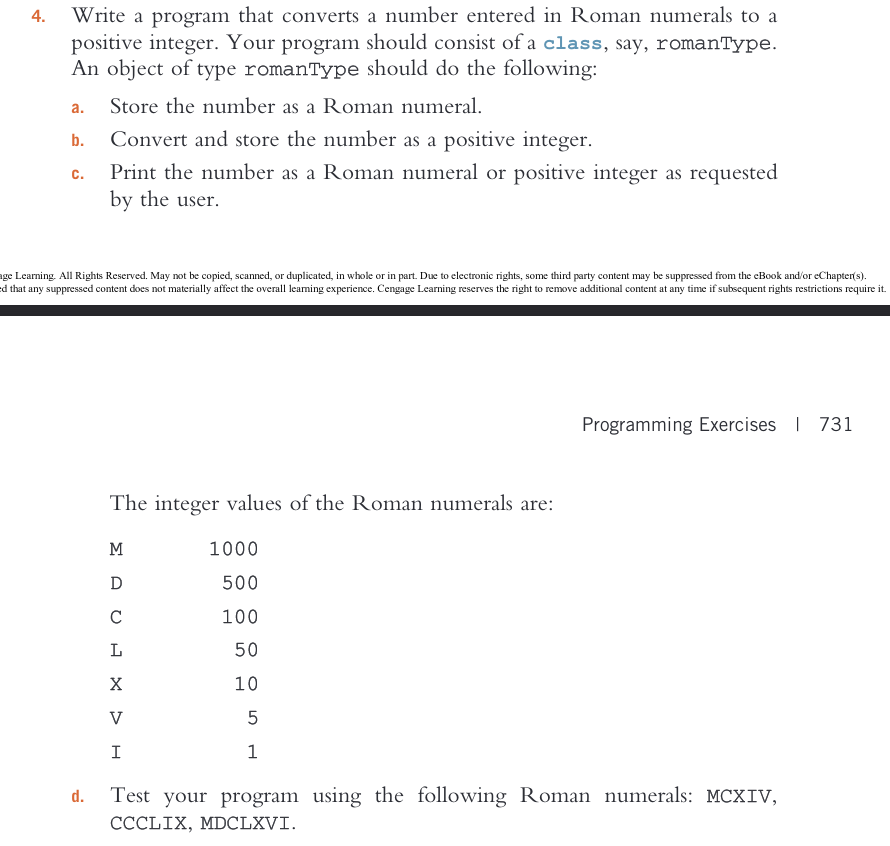 4. Write a program that converts a number entered in Roman numerals to a
positive integer. Your program should consist of a class, say, romanType.
An object of type romanType should do the following:
a. Store the number as a Roman numeral.
b. Convert and store the number as a positive integer.
c. Print the number as a Roman numeral or positive integer as requested
by the user.
age Learning. All Rights Reserved. May not be copied, scanned, or duplicated, in whole or in part. Due to electronic rights, some third party content may be suppressed from the eBook and/or eChapter(s).
ed that any suppressed content does not materially affect the overall learning experience. Cengage Learning reserves the right to remove additional content at any time if subsequent rights restrictions require it.
Programming Exercises | 731
The integer values of the Roman numerals are:
M 1000
D 500
C 100
L 50
X 10
V 5
I 1
d. Test your program using the following Roman numerals: MCXIV,
CCCLIX, MDCLXVI.